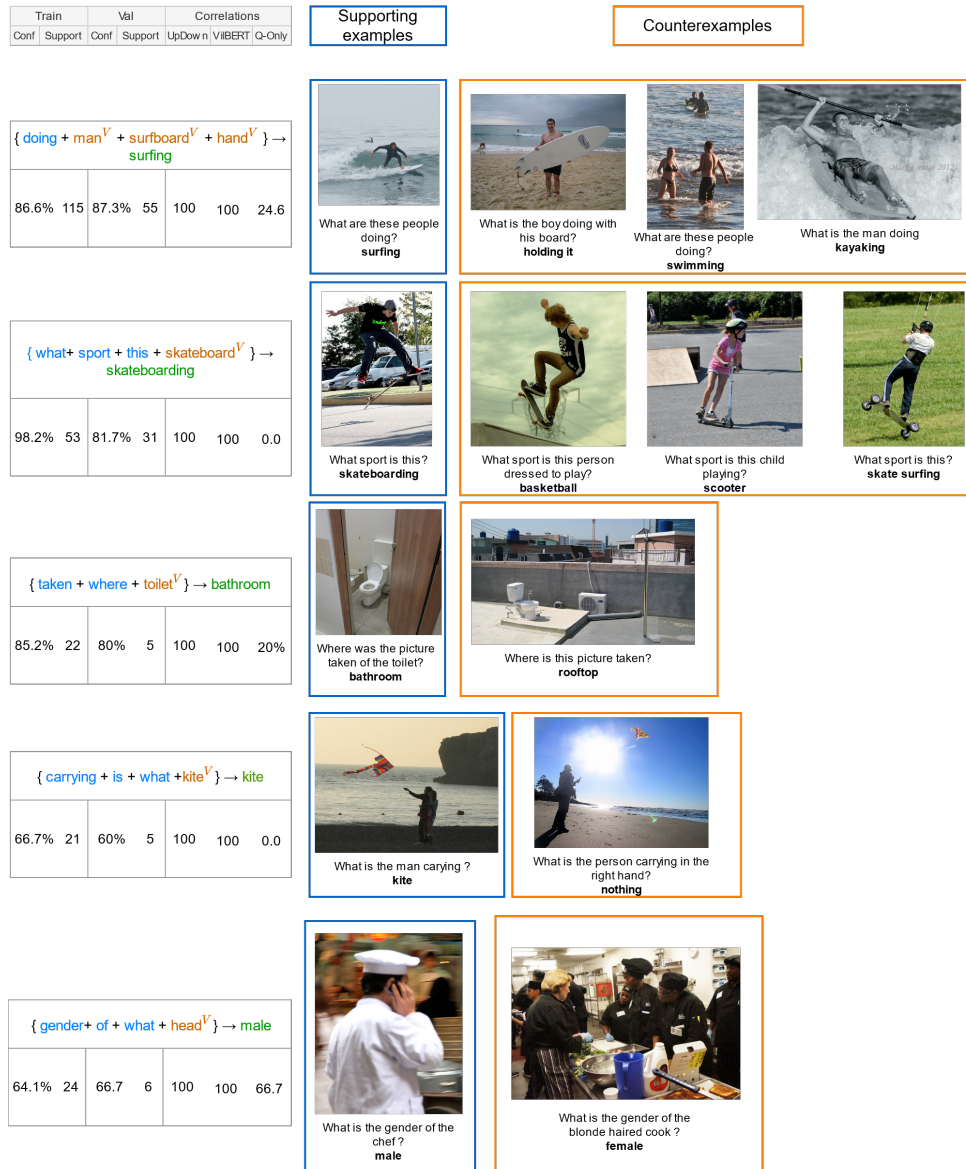 Train Val Correlations
Conf Support Conf Support UpDown VilBERT Q-Only
Supporting
examples
Counterexamples
{ doing + man^V + surfboard^V + hand^V } →
surfing
86.6% 115 87.3% 55 100 100 24.6
What are these people
doing?
surfing
What is the boy doing with
his board?
holding it
What are these people
doing?
swimming
What is the man doing
kayaking
{ what+ sport + this + skateboard^V } →
skateboarding
98.2% 53 81.7% 31 100 100 0.0
What sport is this?
skateboarding
What sport is this person
dressed to play?
basketball
What sport is this child
playing?
scooter
What sport is this?
skate surfing
{ taken + where + toilet^V } → bathroom
85.2% 22 80% 5 100 100 20%
Where was the picture
taken of the toilet?
bathroom
Where is this picture taken?
rooftop
{ carrying + is + what +kite^V } → kite
66.7% 21 60% 5 100 100 0.0
What is the man carying ?
kite
What is the person carrying in the
right hand?
nothing
{ gender+ of + what + head^V } → male
64.1% 24 66.7 6 100 100 66.7
What is the gender of the
chef ?
male
What is the gender of the
blonde haired cook ?
female